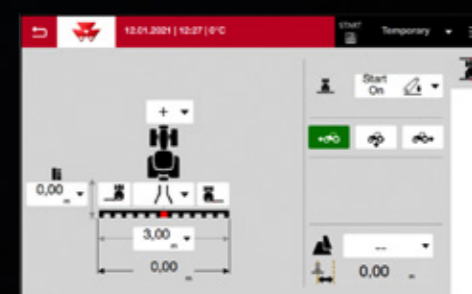 12.01.2021 | 12:27 | 0°C
START
Temporary
Start
On
+
0,00
m
3,00
m
0,00
m
--
0,00